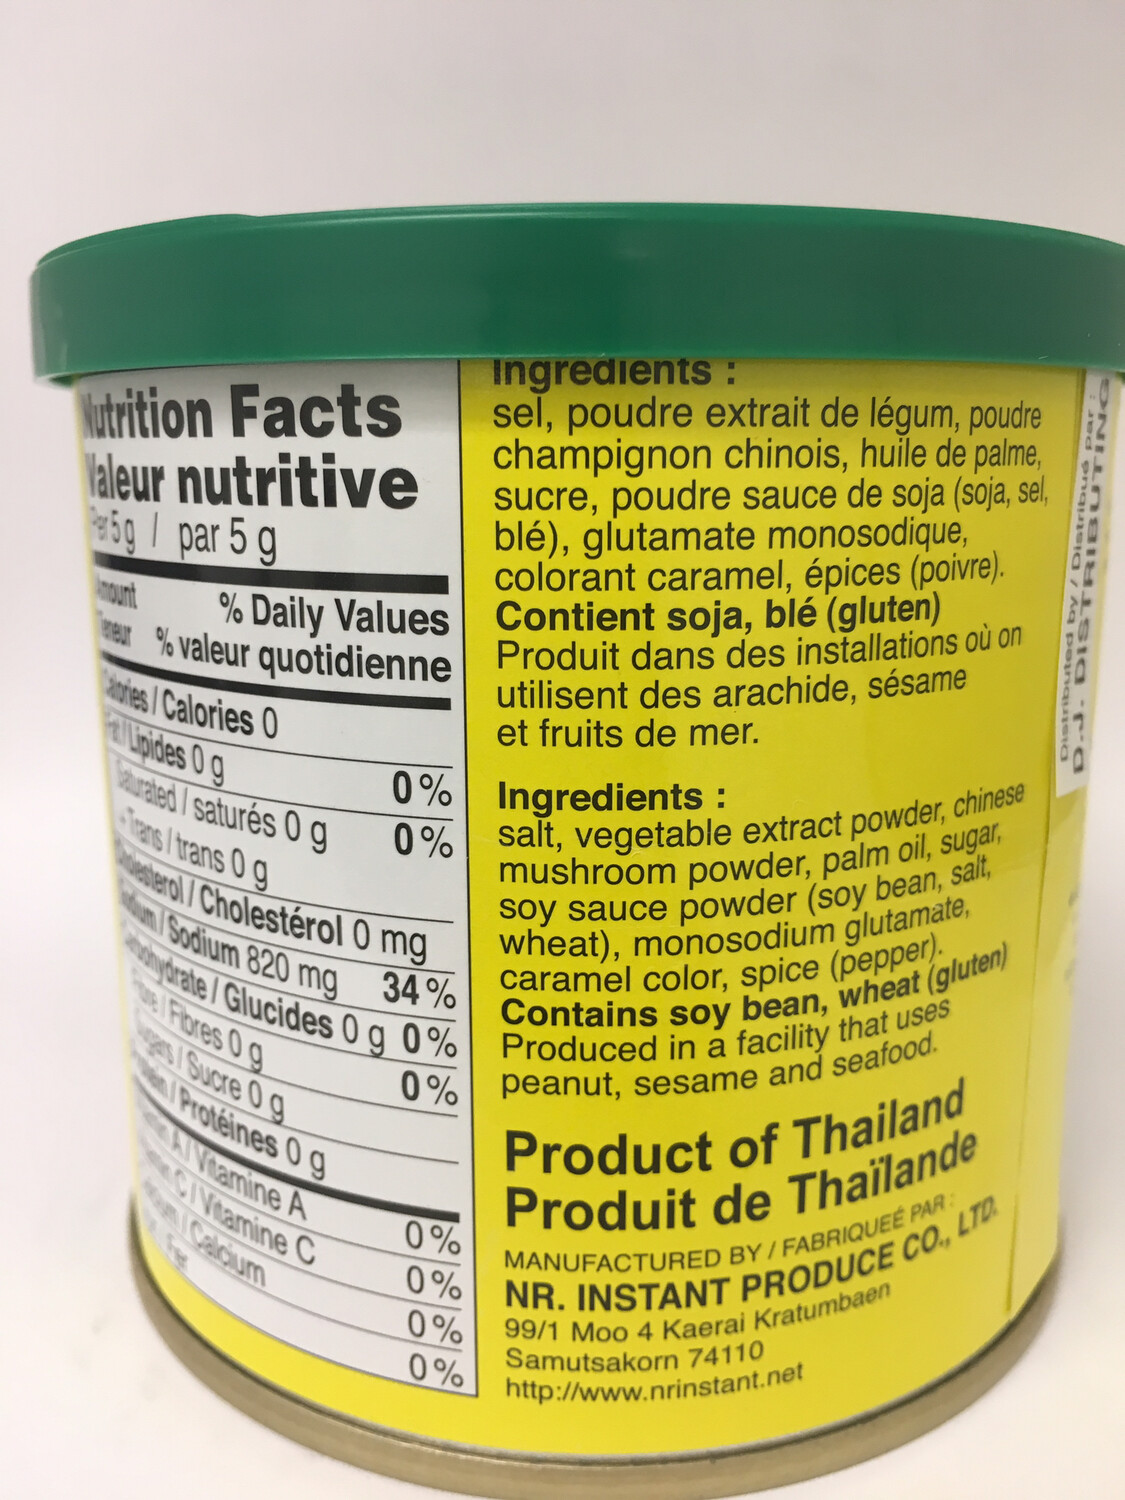 Nutrition Facts
Valeur nutritive
Per 5 g / par 5 g
Amount
Teneur
% Daily Values
% valeur quotidienne
Calories / Calories 0
Fat / Lipides 0 g 0 %
Saturated / saturés 0 g 0 %
+ Trans / trans 0 g
Cholesterol / Cholestérol 0 mg
Sodium / Sodium 820 mg 34 %
Carbohydrate / Glucides 0 g 0 %
Fibre / Fibres 0 g 0 %
Sugars / Sucre 0 g
Protein / Protéines 0 g
Vitamin A / Vitamine A 0 %
Vitamin C / Vitamine C 0 %
Calcium / Calcium 0 %
/ Fer 0 %
Ingredients :
sel, poudre extrait de légum, poudre
champignon chinois, huile de palme,
sucre, poudre sauce de soja (soja, sel,
blé), glutamate monosodique,
colorant caramel, épices (poivre).
Contient soja, blé (gluten)
Produit dans des installations où on
utilisent des arachide, sésame
et fruits de mer.
Ingredients :
salt, vegetable extract powder, chinese
mushroom powder, palm oil, sugar,
soy sauce powder (soy bean, salt,
wheat), monosodium glutamate,
caramel color, spice (pepper).
Contains soy bean, wheat (gluten)
Produced in a facility that uses
peanut, sesame and seafood.
Product of Thailand
Produit de Thaïlande
MANUFACTURED BY / FABRIQUEÉ PAR :
NR. INSTANT PRODUCE CO., LTD.
99/1 Moo 4 Kaerai Kratumbaen
Samutsakorn 74110
http://www.nrinstant.net
Distributed by / Distribué par :
D.J. DISTRIBUTING